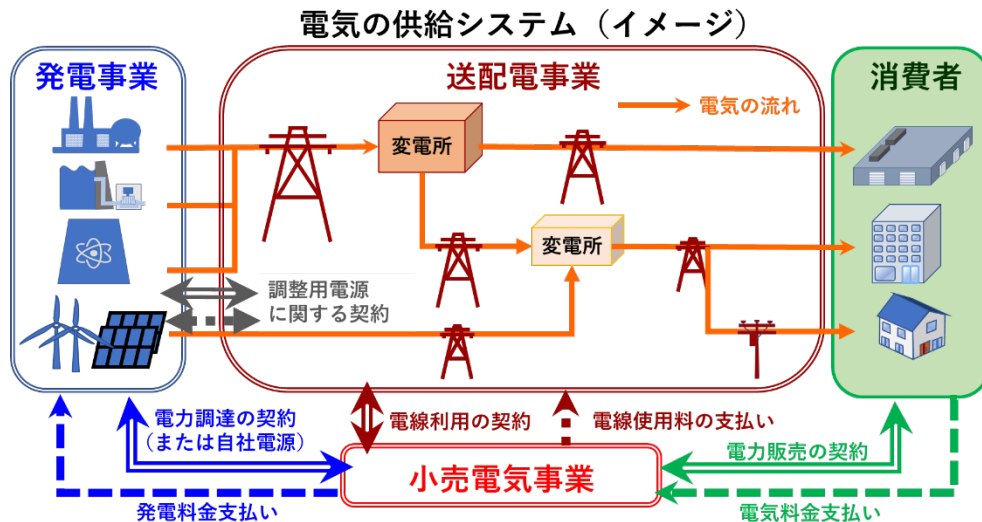 電気の供給システム（イメージ）
発電事業
送配電事業
消費者
電気の流れ
変電所
変電所
調整用電源
に関する契約
電力調達の契約
（または自社電源）
電線利用の契約
電線使用料の支払い
電力販売の契約
小売電気事業
発電料金支払い
電気料金支払い